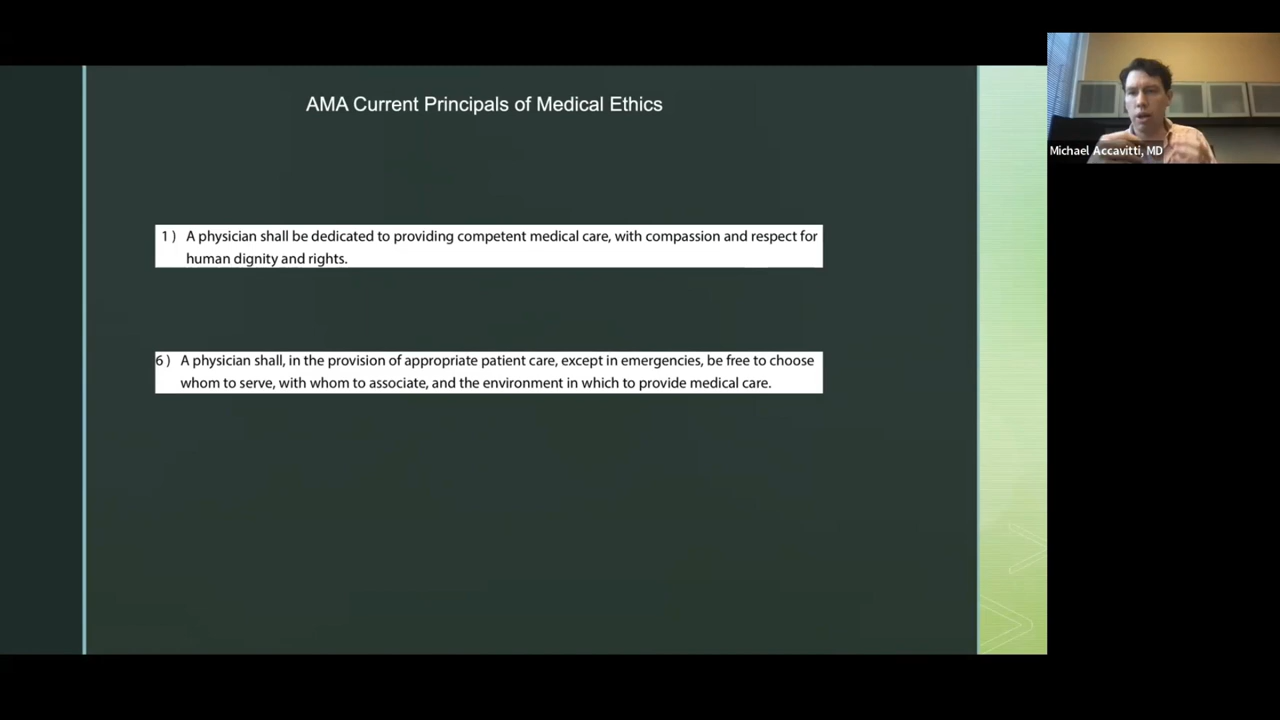 AMA Current Principals of Medical Ethics
Michael Accavitti, MD
1 ) A physician shall be dedicated to providing competent medical care, with compassion and respect for
human dignity and rights.
6 ) A physician shall, in the provision of appropriate patient care, except in emergencies, be free to choose
whom to serve, with whom to associate, and the environment in which to provide medical care.